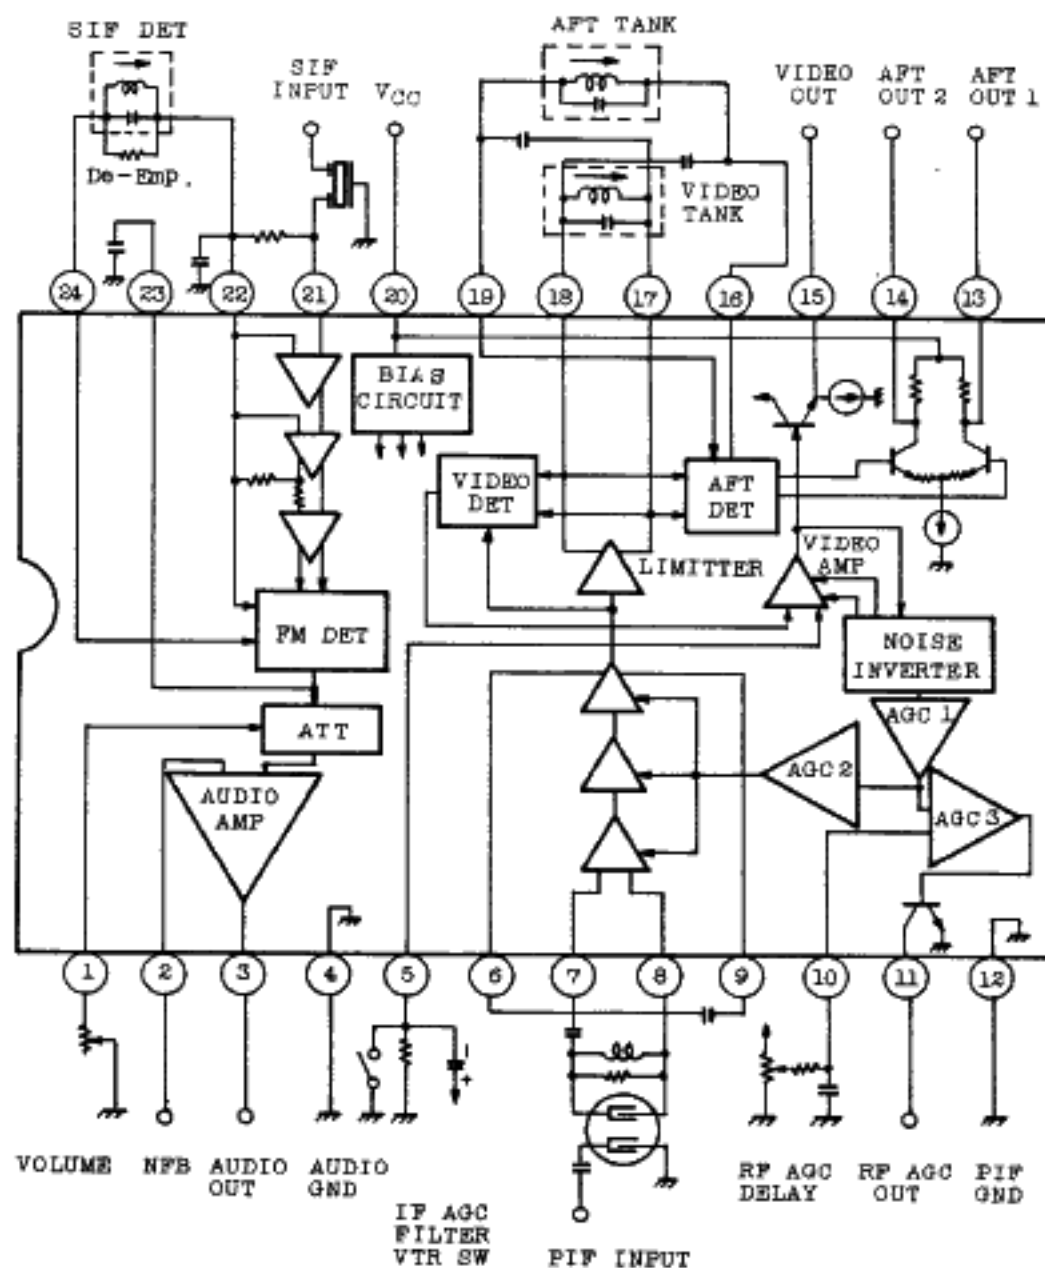 SIF DET
AFT TANK
SIF
INPUT
VCC
VIDEO
OUT
AFT
OUT 2
AFT
OUT 1
De-Emp.
VIDEO
TANK
24
23
22
21
20
19
18
17
16
15
14
13
BIAS
CIRCUIT
VIDEO
DET
AFT
DET
LIMITTER
VIDEO
AMP
FM DET
NOISE
INVERTER
ATT
AGC 1
AGC 2
AGC 3
AUDIO
AMP
1
2
3
4
5
6
7
8
9
10
11
12
+
VOLUME
NFB
AUDIO
OUT
AUDIO
GND
IF AGC
FILTER
VTR SW
PIF INPUT
RF AGC
DELAY
RF AGC
OUT
PIF
GND